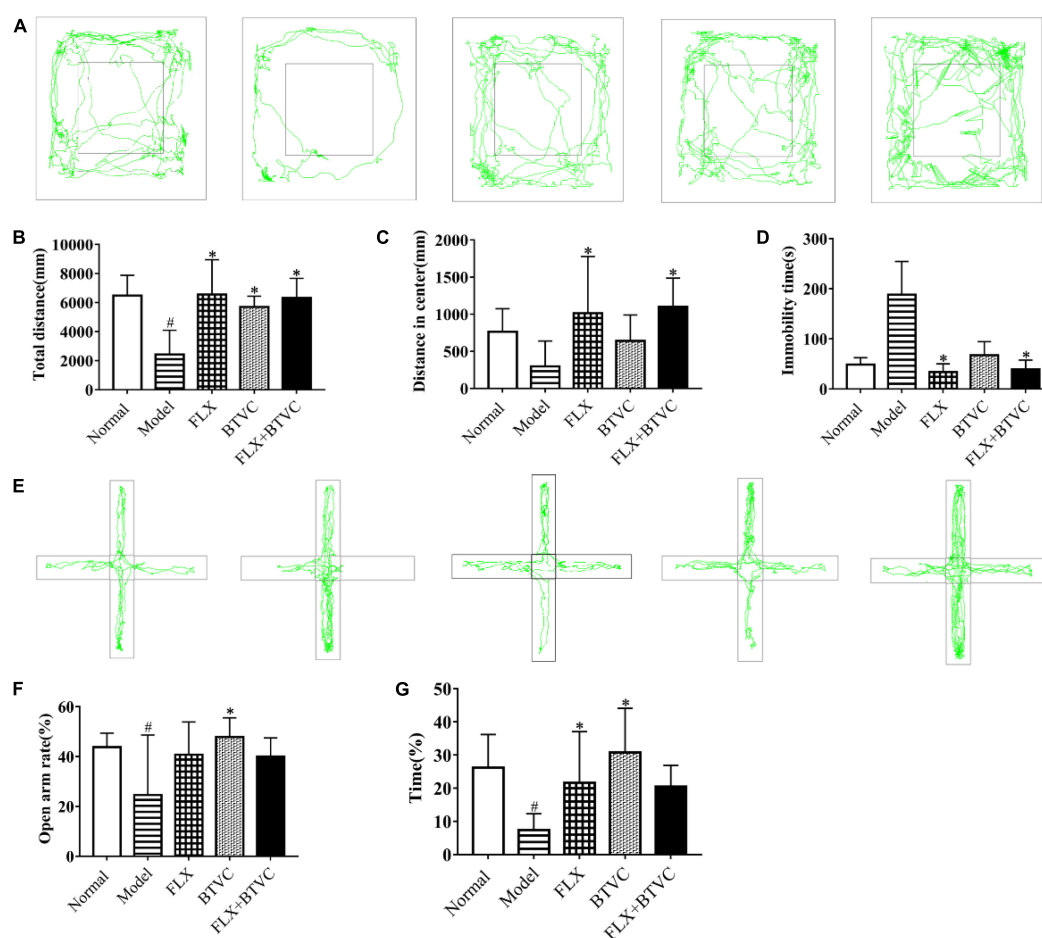 A
B
Total distance(mm)
10000
8000
6000
4000
2000
0
#
*
*
*
Normal
Model
FLX
BTVC
FLX+BTVC
C
Distance in center(mm)
2000
1500
1000
500
0
*
*
Normal
Model
FLX
BTVC
FLX+BTVC
D
Immobility time(s)
300
200
100
0
*
*
Normal
Model
FLX
BTVC
FLX+BTVC
E
F
Open arm rate(%)
60
40
20
0
#
*
Normal
Model
FLX
BTVC
FLX+BTVC
G
Time(%)
50
40
30
20
10
0
#
*
*
Normal
Model
FLX
BTVC
FLX+BTVC